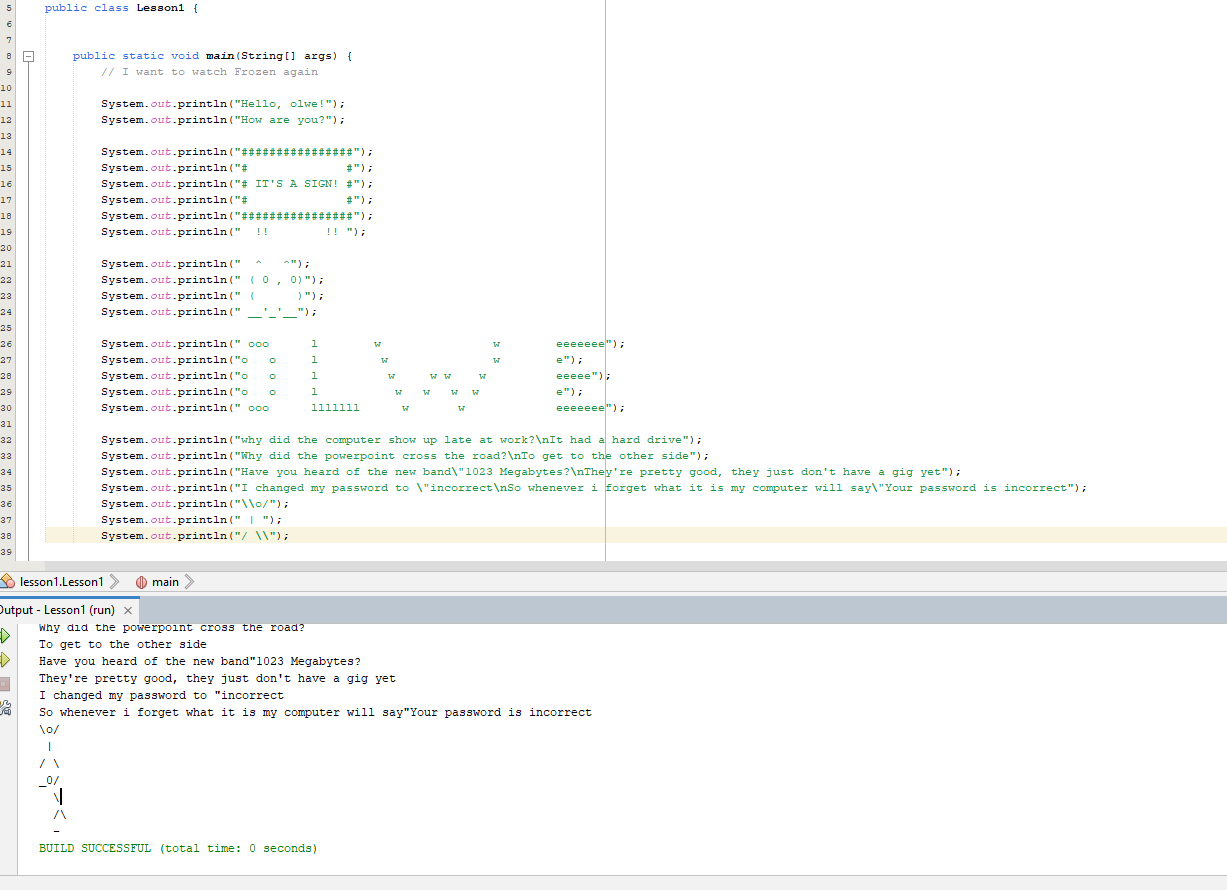 5 public class Lesson1 {
6
7
8 public static void main(String[] args) {
9 // I want to watch Frozen again
10
11 System.out.println("Hello, olwe!");
12 System.out.println("How are you?");
13
14 System.out.println("################");
15 System.out.println("#              #");
16 System.out.println("# IT'S A SIGN! #");
17 System.out.println("#              #");
18 System.out.println("################");
19 System.out.println("  !!        !! ");
20
21 System.out.println("  ^   ^");
22 System.out.println(" ( 0 , 0)");
23 System.out.println(" (      )");
24 System.out.println(" __'_'__");
25
26 System.out.println(" ooo      l        w                w        eeeeeee");
27 System.out.println("o   o     l         w               w        e");
28 System.out.println("o   o     l          w     w w    w          eeeee");
29 System.out.println("o   o     l           w   w   w  w           e");
30 System.out.println(" ooo      lllllll      w       w             eeeeeee");
31
32 System.out.println("why did the computer show up late at work?\nIt had a hard drive");
33 System.out.println("Why did the powerpoint cross the road?\nTo get to the other side");
34 System.out.println("Have you heard of the new band\"1023 Megabytes?\nThey're pretty good, they just don't have a gig yet");
35 System.out.println("I changed my password to \"incorrect\nSo whenever i forget what it is my computer will say\"Your password is incorrect");
36 System.out.println("\\o/");
37 System.out.println(" | ");
38 System.out.println("/ \\");
39
lesson1.Lesson1 main
Output - Lesson1 (run) ×
Why did the powerpoint cross the road?
To get to the other side
Have you heard of the new band"1023 Megabytes?
They're pretty good, they just don't have a gig yet
I changed my password to "incorrect
So whenever i forget what it is my computer will say"Your password is incorrect
\o/
 |
/ \
_0/
  \
  /\
  -
BUILD SUCCESSFUL (total time: 0 seconds)